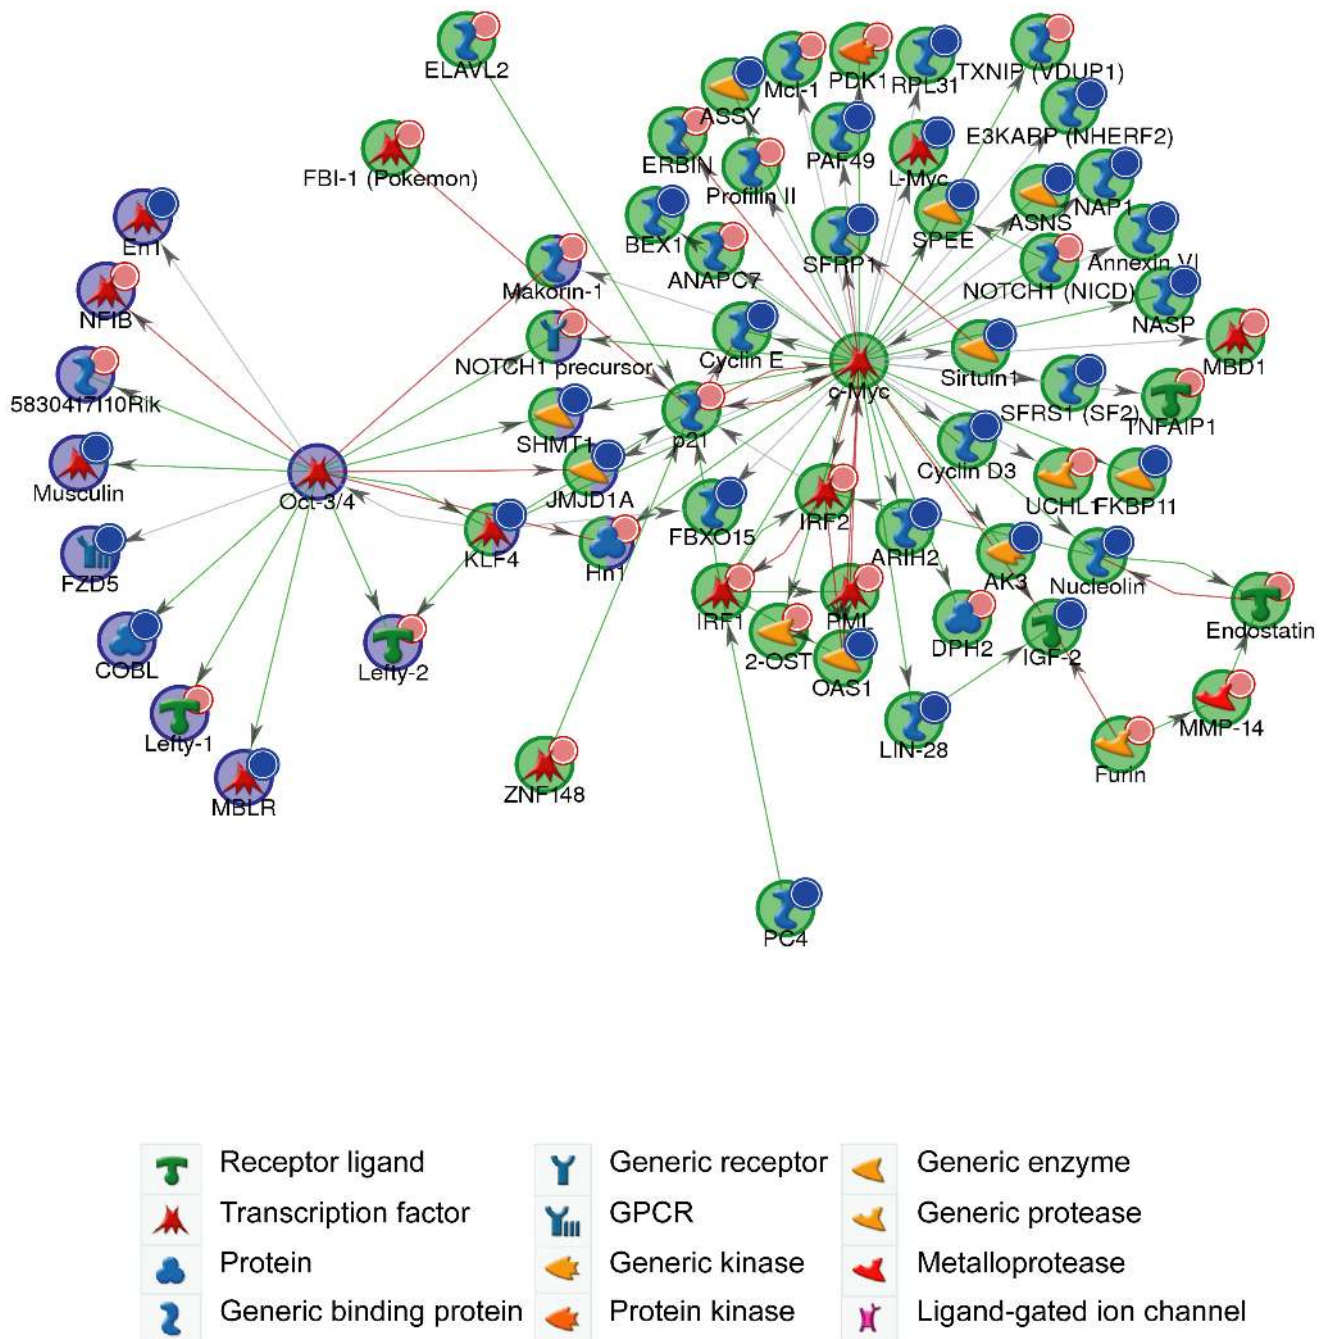 ELAVL2
FBI-1 (Pokemon)
ASSY
Mcl-1
PDK1
RPL31
TXNIP (VDUP1)
E3KARP (NHERF2)
ERBIN
Profilin II
PAF49
L-Myc
NAP1
ASNS
SPEE
BEX1
ANAPC7
SFRP1
NOTCH1 (NICD)
Annexin VI
NASP
En1
NFIB
5830417I10Rik
Musculin
FZD5
COBL
Lefty-1
MBLR
Oct-3/4
Lefty-2
Makorin-1
NOTCH1 precursor
SHMT1
JMJD1A
KLF4
Hn1
Cyclin E
p21
c-Myc
Sirtuin1
MBD1
SFRS1 (SF2)
TNFAIP1
Cyclin D3
UCHL1
FKBP11
FBXO15
IRF2
ARIH2
AK3
Nucleolin
IRF1
PML
2-OST
OAS1
DPH2
IGF-2
Endostatin
LIN-28
MMP-14
Furin
ZNF148
PC4
Receptor ligand
Generic receptor
Generic enzyme
Transcription factor
GPCR
Generic protease
Protein
Generic kinase
Metalloprotease
Generic binding protein
Protein kinase
Ligand-gated ion channel